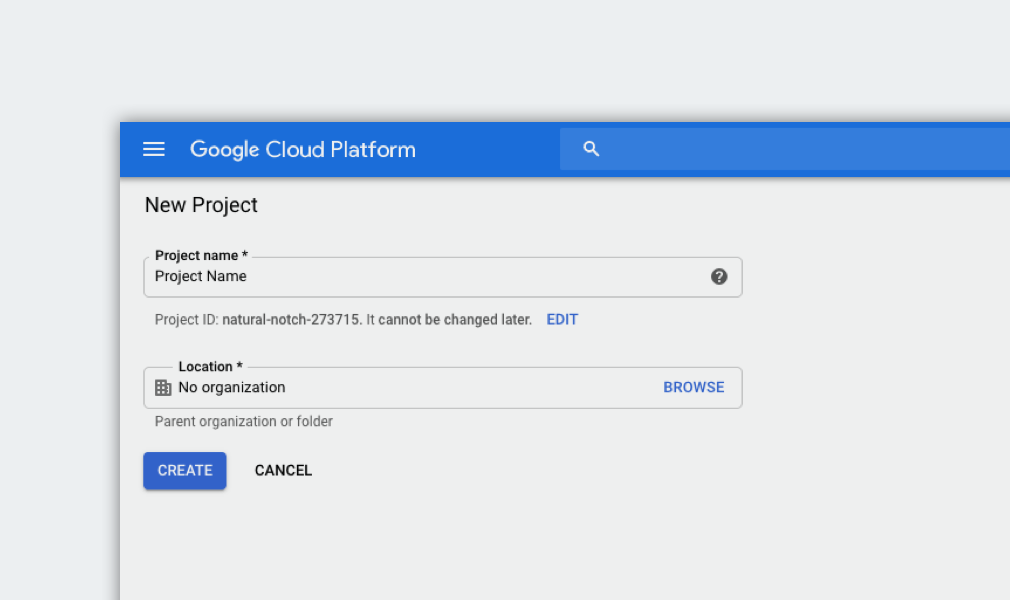 Google Cloud Platform
New Project
Project name *
Project Name
Project ID: natural-notch-273715. It cannot be changed later. EDIT
Location *
No organization BROWSE
Parent organization or folder
CREATE CANCEL